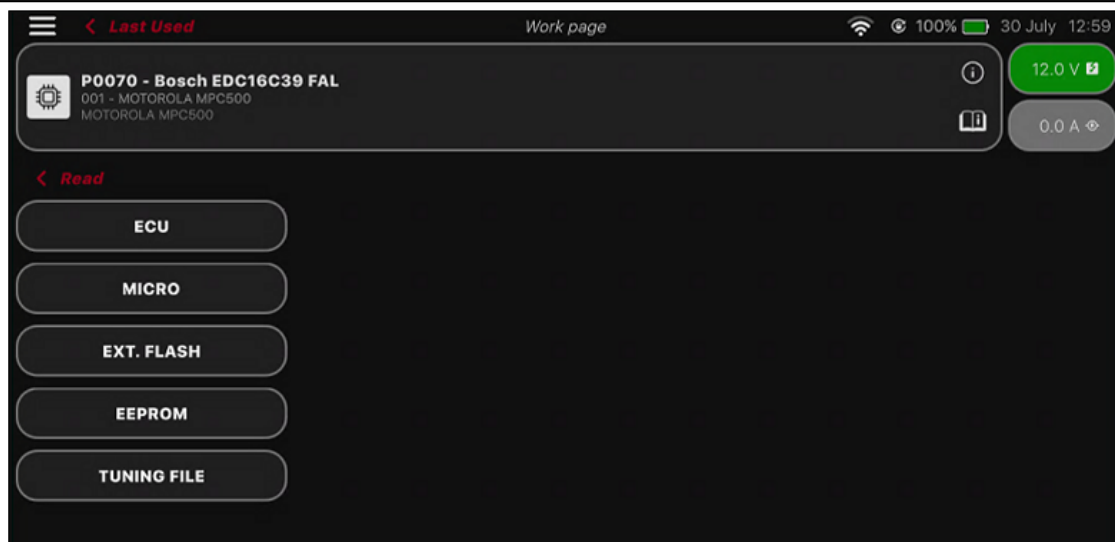 Last Used
Work page
100% 30 July 12:59
P0070 - Bosch EDC16C39 FAL
001 - MOTOROLA MPC500
MOTOROLA MPC500
12.0 V
0.0 A
Read
ECU
MICRO
EXT. FLASH
EEPROM
TUNING FILE